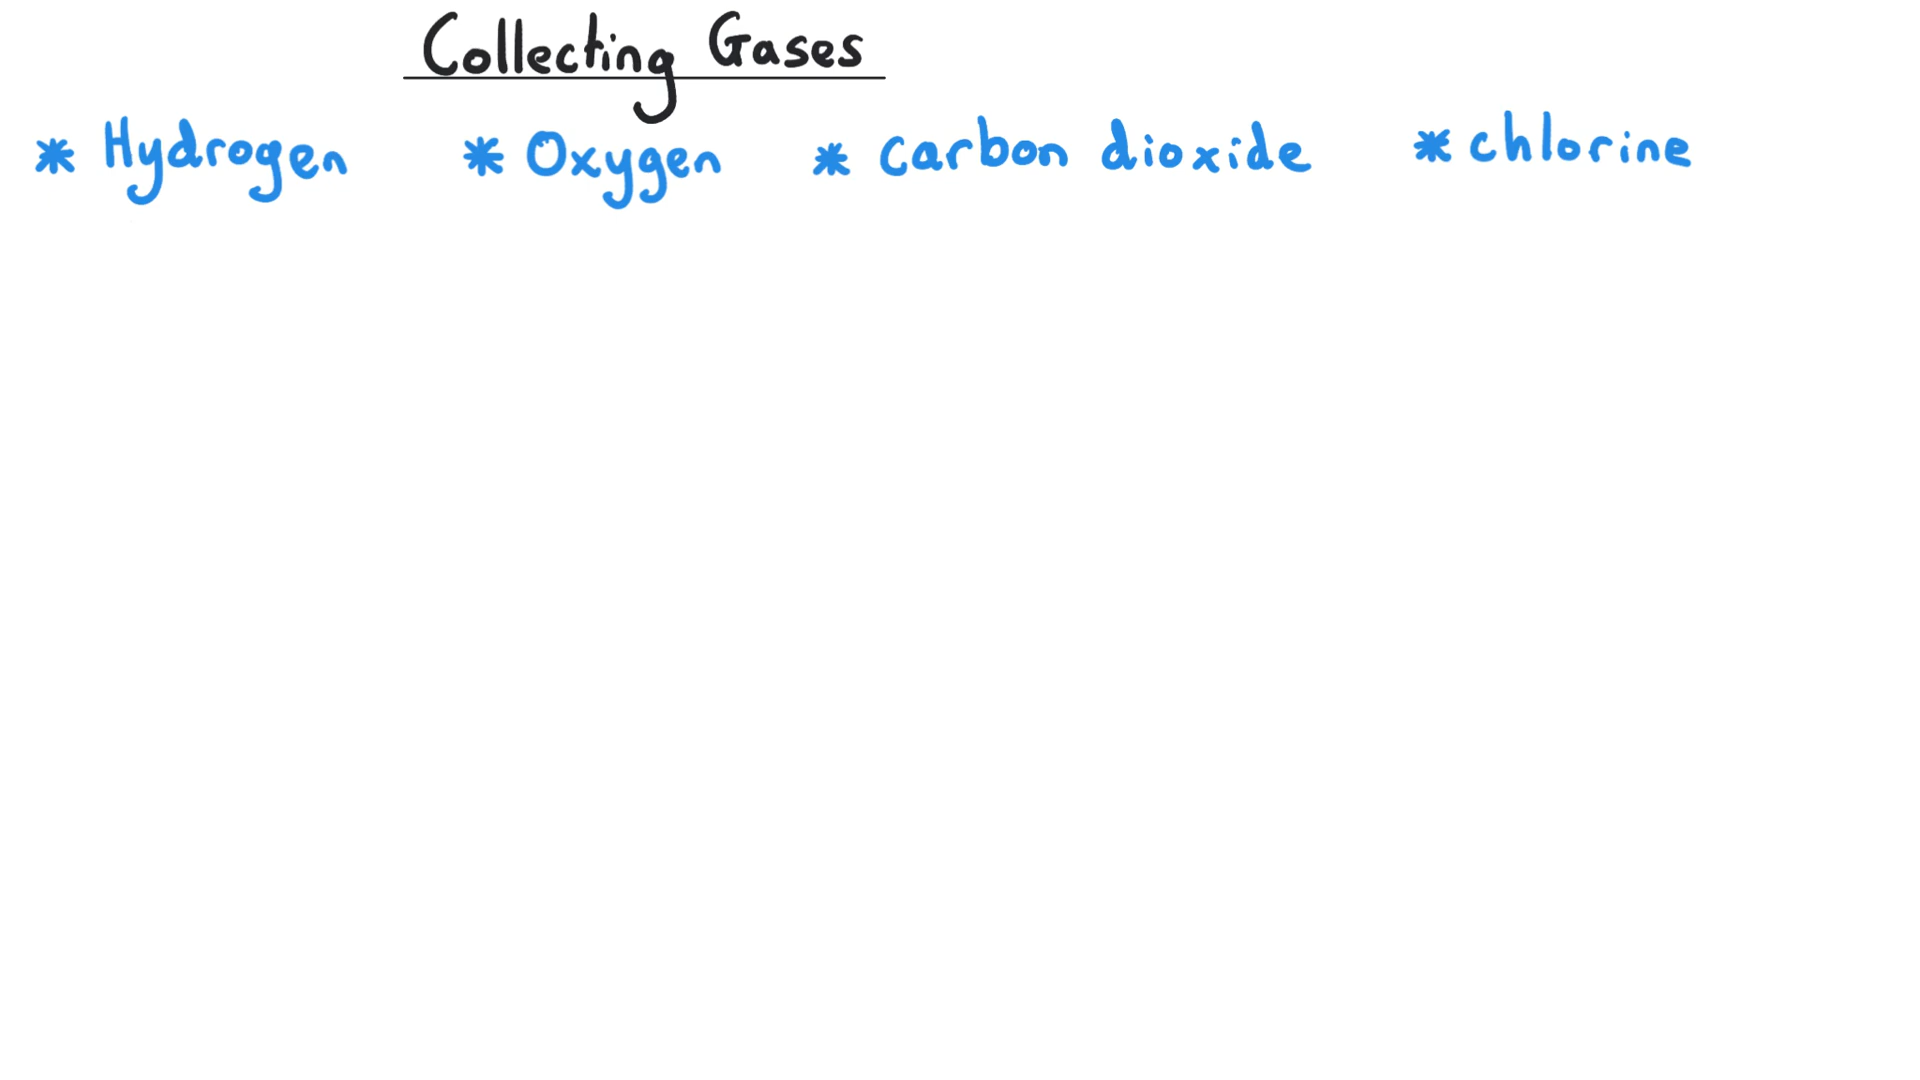 Collecting Gases
* Hydrogen * Oxygen * carbon dioxide * chlorine